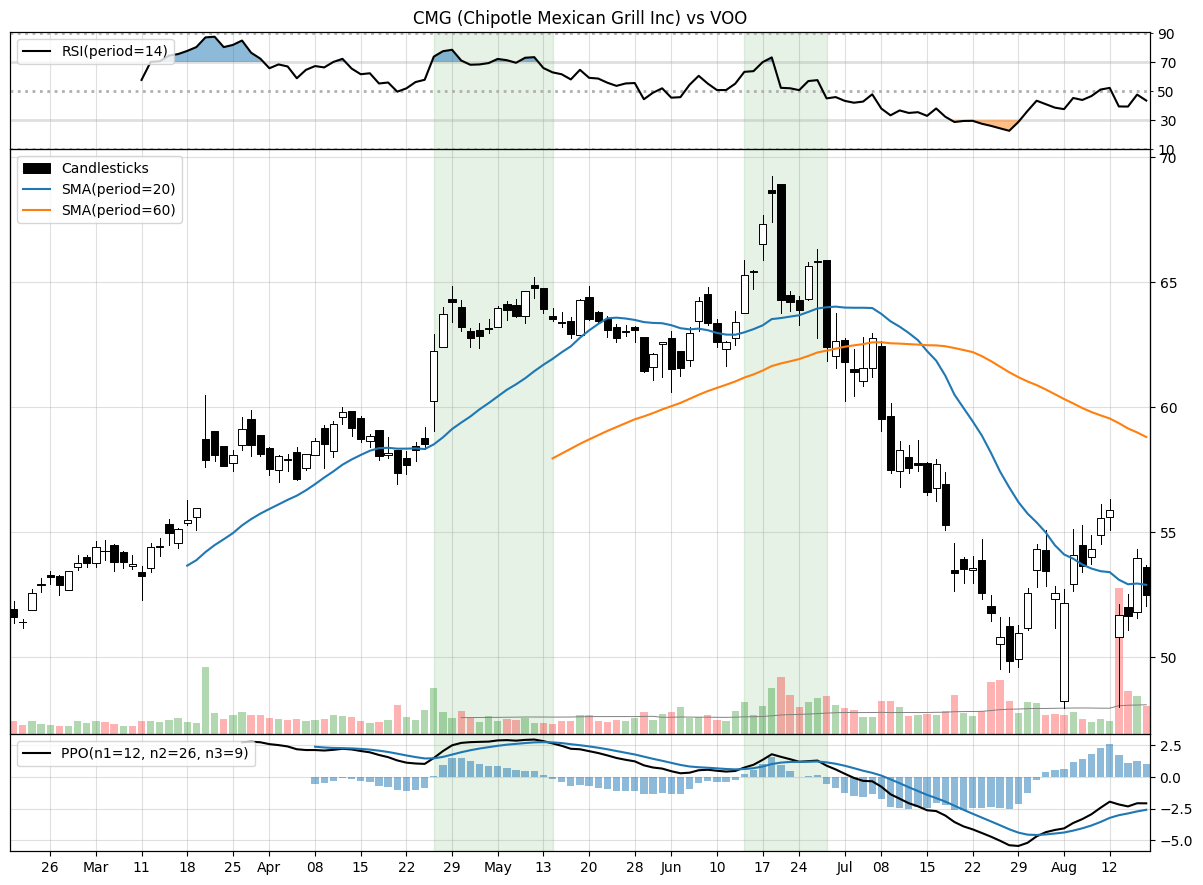 CMG (Chipotle Mexican Grill Inc) vs VOO
RSI(period=14)
90
70
50
30
10
Candlesticks
SMA(period=20)
SMA(period=60)
70
65
60
55
50
PPO(n1=12, n2=26, n3=9)
2.5
0.0
−2.5
−5.0
26 Mar 11 18 25 Apr 08 15 22 29 May 13 20 28 Jun 10 17 24 Jul 08 15 22 29 Aug 12